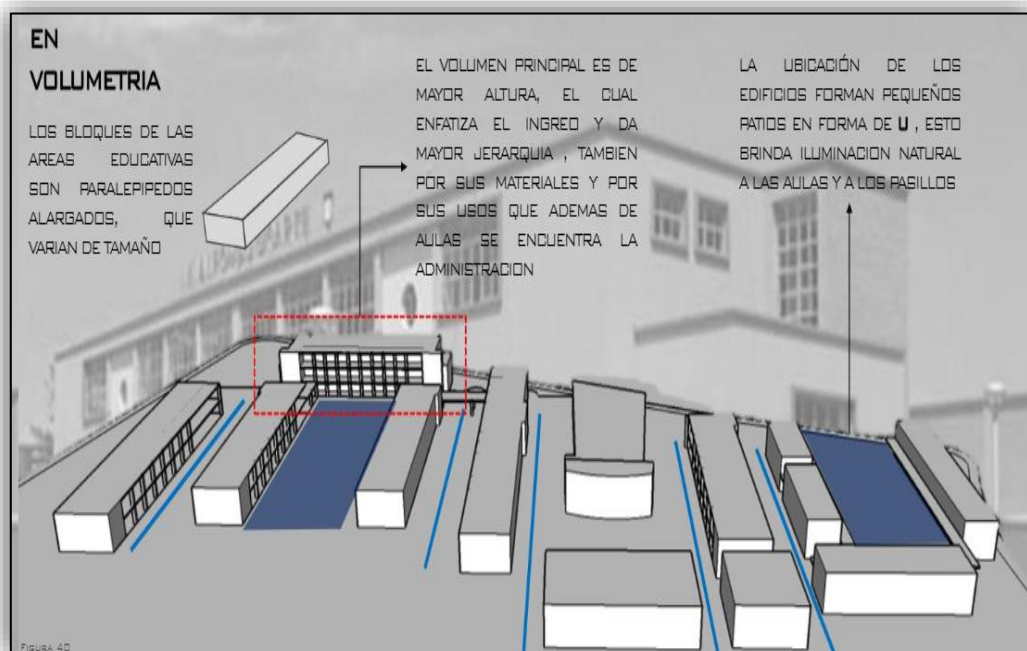 EN
VOLUMETRIA
LOS BLOQUES DE LAS
AREAS EDUCATIVAS
SON PARALEPIPEDOS
ALARGADOS, QUE
VARIAN DE TAMAÑO
EL VOLUMEN PRINCIPAL ES DE
MAYOR ALTURA, EL CUAL
ENFATIZA EL INGREO Y DA
MAYOR JERARQUIA , TAMBIEN
POR SUS MATERIALES Y POR
SUS USOS QUE ADEMAS DE
AULAS SE ENCUENTRA LA
ADMINISTRACION
LA UBICACIÓN DE LOS
EDIFICIOS FORMAN PEQUEÑOS
PATIOS EN FORMA DE U , ESTO
BRINDA ILUMINACION NATURAL
A LAS AULAS Y A LOS PASILLOS
FIGURA 40